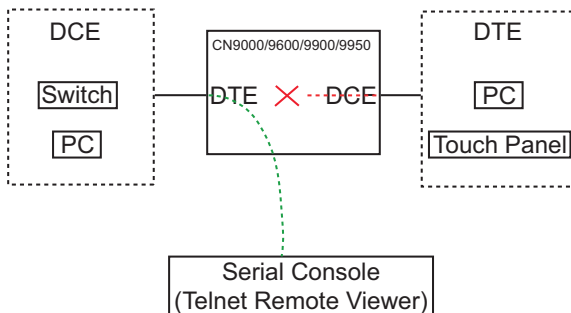 DCE
Switch
PC
CN9000/9600/9900/9950
DTE
DCE
DTE
PC
Touch Panel
Serial Console
(Telnet Remote Viewer)